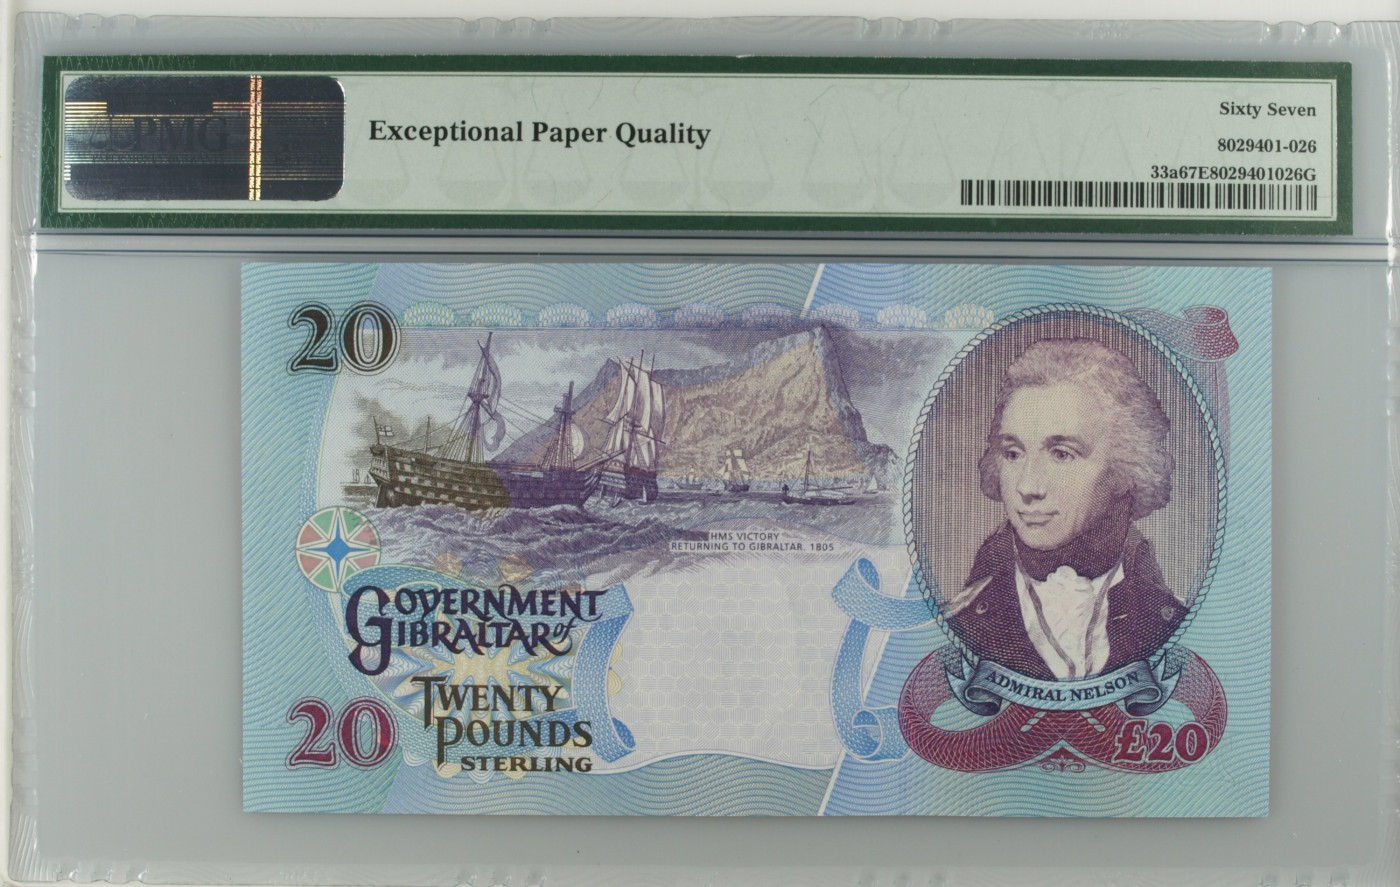 PMG
Exceptional Paper Quality
Sixty Seven
8029401-026
33a67E8029401026G
20
HMS VICTORY
RETURNING TO GIBRALTAR. 1805
GOVERNMENT
of GIBRALTAR
TWENTY
POUNDS
STERLING
20
ADMIRAL NELSON
£20